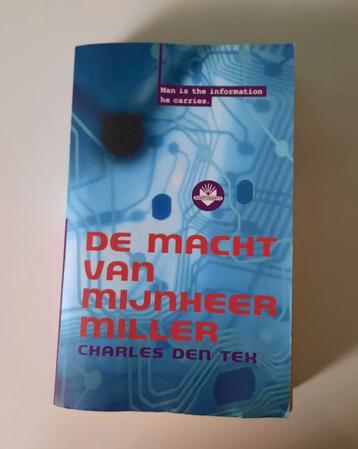 Man is the information
he carries.
DE MACHT
VAN
MIJNHEER
MILLER
CHARLES DEN TEX